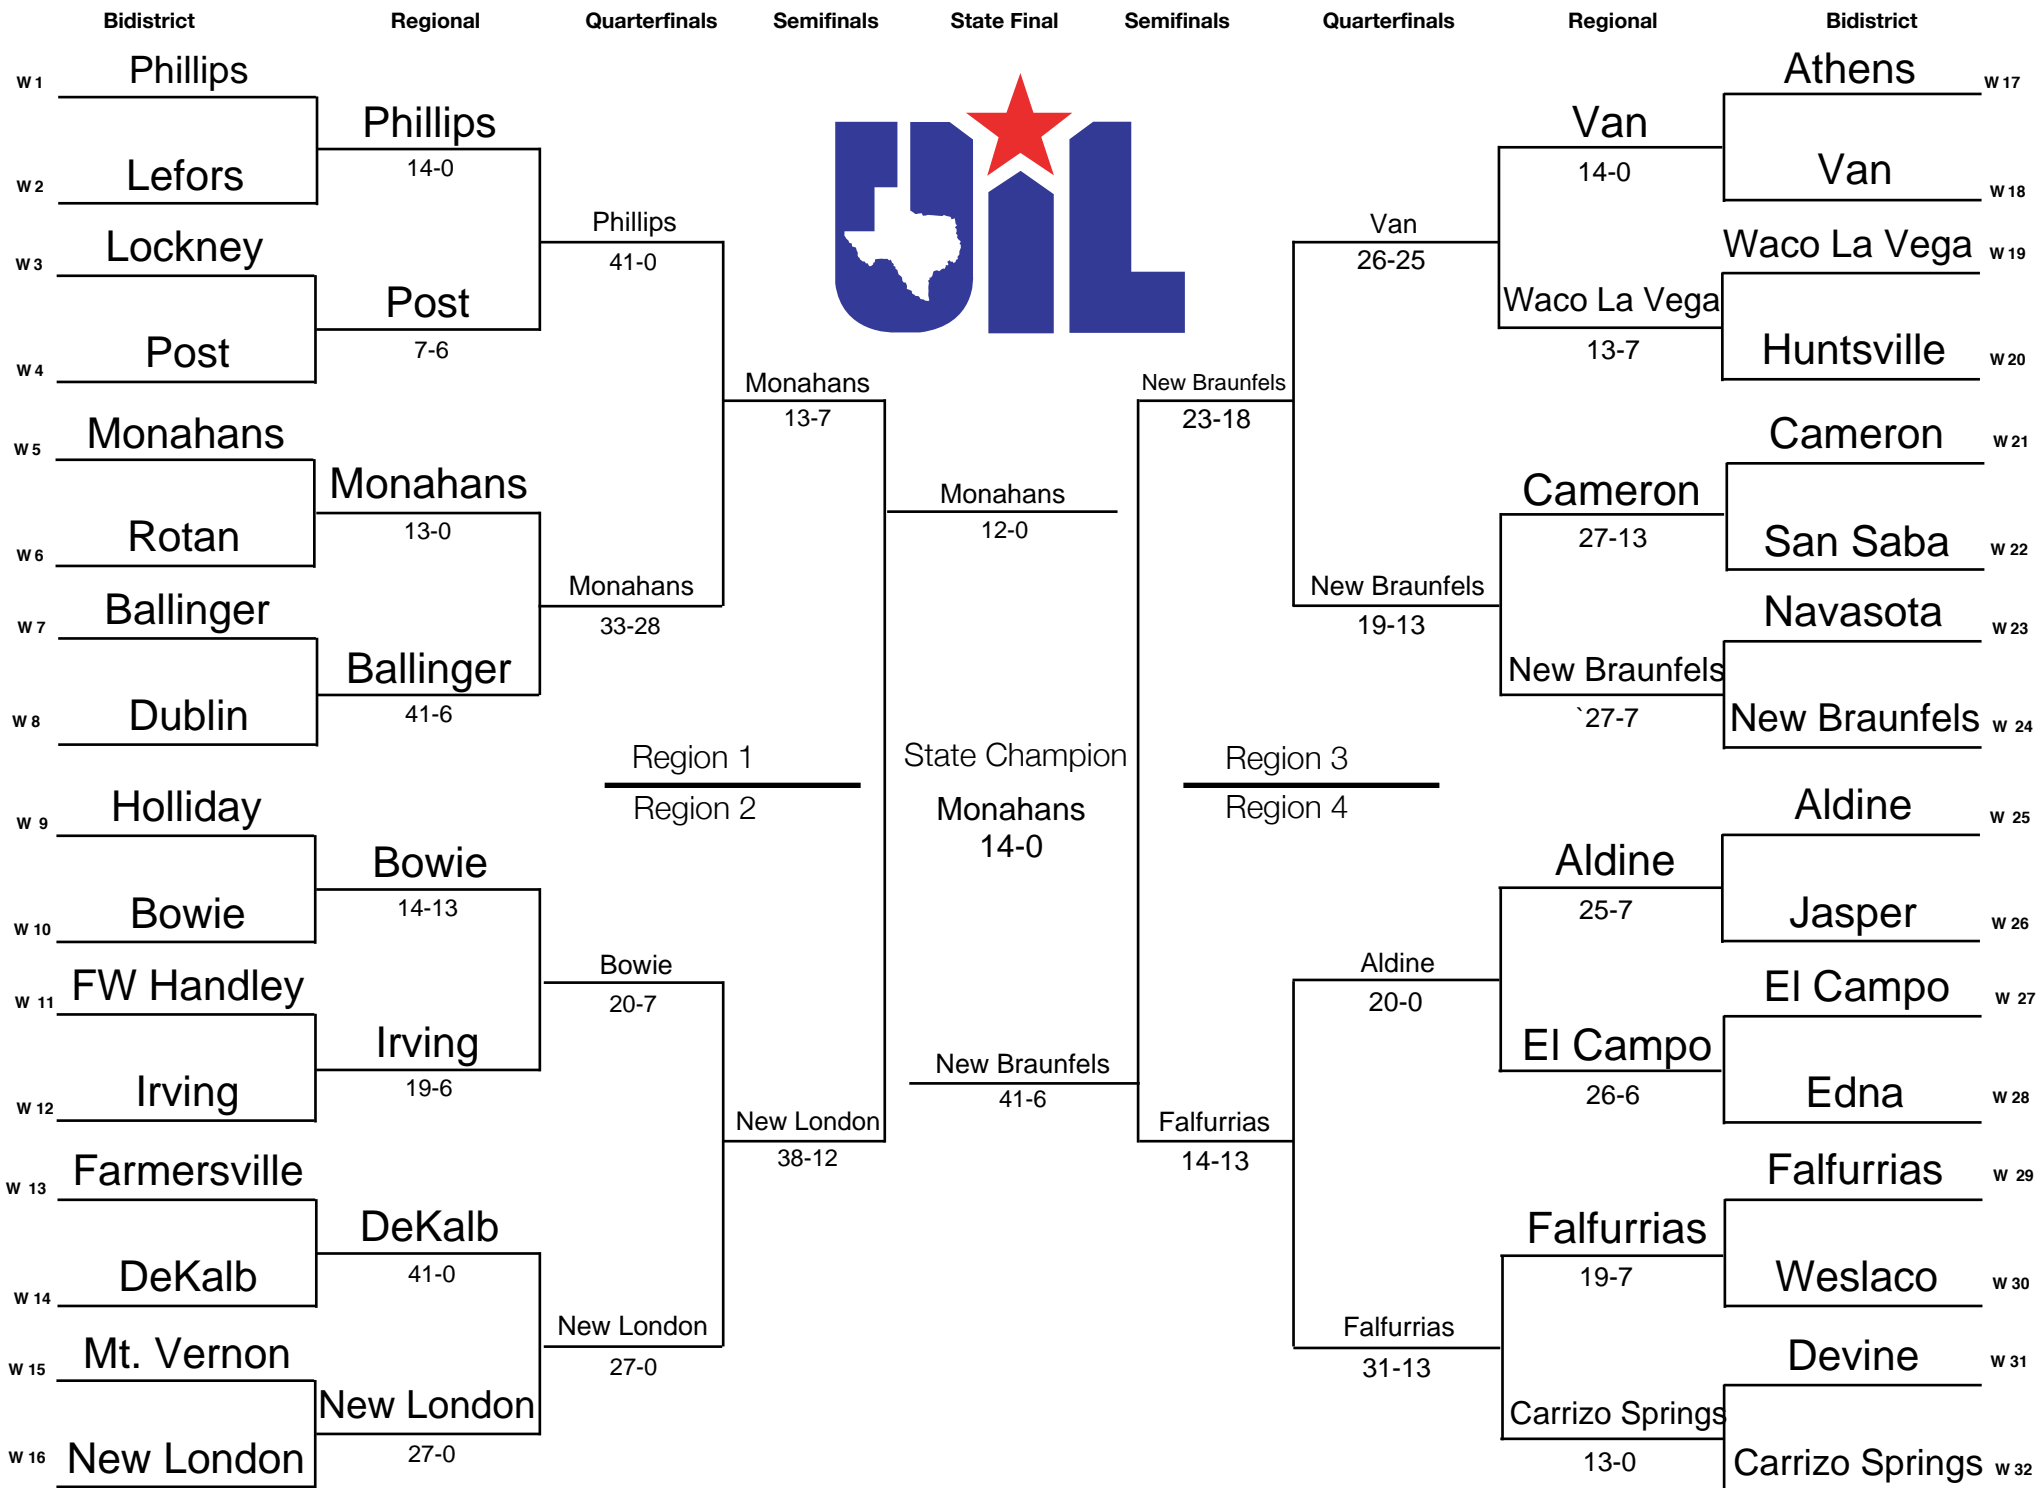 Bidistrict
Regional
Quarterfinals
Semifinals
State Final
Semifinals
Quarterfinals
Regional
Bidistrict
W 1
Phillips
W 2
Lefors
W 3
Lockney
W 4
Post
W 5
Monahans
W 6
Rotan
W 7
Ballinger
W 8
Dublin
W 9
Holliday
W 10
Bowie
W 11
FW Handley
W 12
Irving
W 13
Farmersville
W 14
DeKalb
W 15
Mt. Vernon
W 16
New London
Phillips
14-0
Post
7-6
Monahans
13-0
Ballinger
41-6
Bowie
14-13
Irving
19-6
DeKalb
41-0
New London
27-0
Phillips
41-0
Monahans
33-28
Bowie
20-7
New London
27-0
Monahans
13-7
New London
38-12
Region 1
Region 2
UIL
Monahans
12-0
State Champion
Monahans
14-0
New Braunfels
41-6
Region 3
Region 4
New Braunfels
23-18
Falfurrias
14-13
Van
26-25
New Braunfels
19-13
Aldine
20-0
Falfurrias
31-13
Van
14-0
Waco La Vega
13-7
Cameron
27-13
New Braunfels
`27-7
Aldine
25-7
El Campo
26-6
Falfurrias
19-7
Carrizo Springs
13-0
Athens
W 17
Van
W 18
Waco La Vega
W 19
Huntsville
W 20
Cameron
W 21
San Saba
W 22
Navasota
W 23
New Braunfels
W 24
Aldine
W 25
Jasper
W 26
El Campo
W 27
Edna
W 28
Falfurrias
W 29
Weslaco
W 30
Devine
W 31
Carrizo Springs
W 32